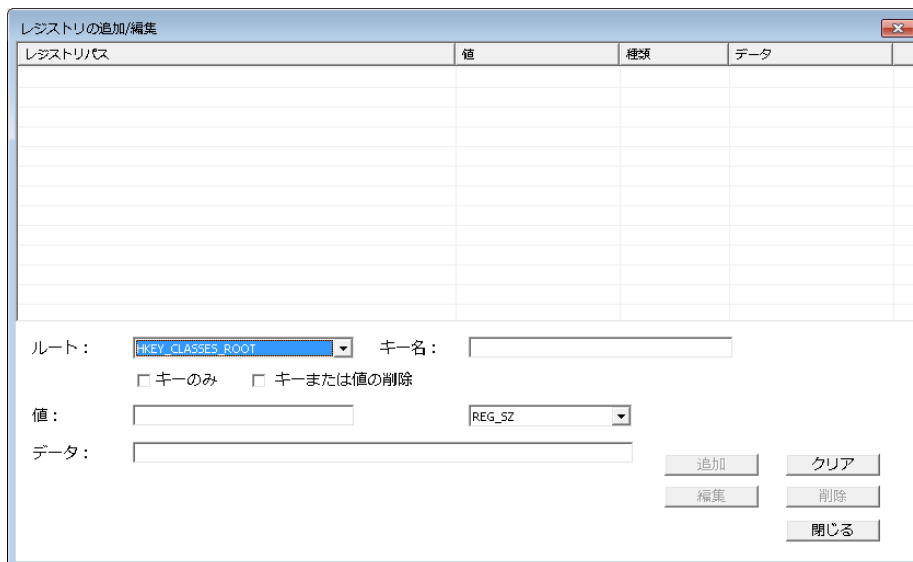 レジストリの追加/編集
レジストリパス 値 種類 データ
ルート： HKEY_CLASSES_ROOT キー名：
キーのみ キーまたは値の削除
値： REG_SZ
データ：
追加 クリア
編集 削除
閉じる